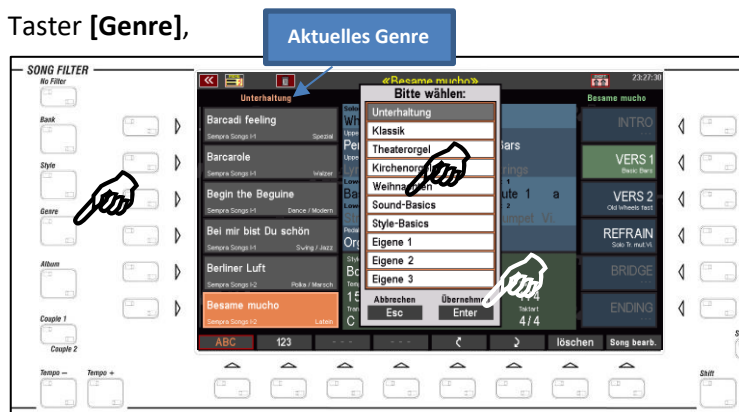 Taster [Genre],
Aktuelles Genre
SONG FILTER
No Filter
Bank
Style
Genre
Album
Couple 1
Couple 2
Tempo − Tempo +
Shift
«Besame mucho»
23:27:30
Unterhaltung
Besame mucho
Barcadi feeling
Sempra Songs I-1 Spezial
Barcarole
Sempra Songs I-1 Walzer
Begin the Beguine
Sempra Songs I-1 Dance / Modern
Bei mir bist Du schön
Sempra Songs I-1 Swing / Jazz
Berliner Luft
Sempra Songs I-2 Polka / Marsch
Besame mucho
Sempra Songs I-2 Latein
Bitte wählen:
Unterhaltung
Klassik
Theaterorgel
Kirchenorgel
Weihnachten
Sound-Basics
Style-Basics
Eigene 1
Eigene 2
Eigene 3
Abbrechen Übernehmen
Esc Enter
Taktart
4/4
INTRO
VERS 1
Basic Bars
VERS 2
Old Wheels fast
REFRAIN
Solo Tr. mut.Vi.
BRIDGE
ENDING
ABC 123 - - - - - - löschen Song bearb.